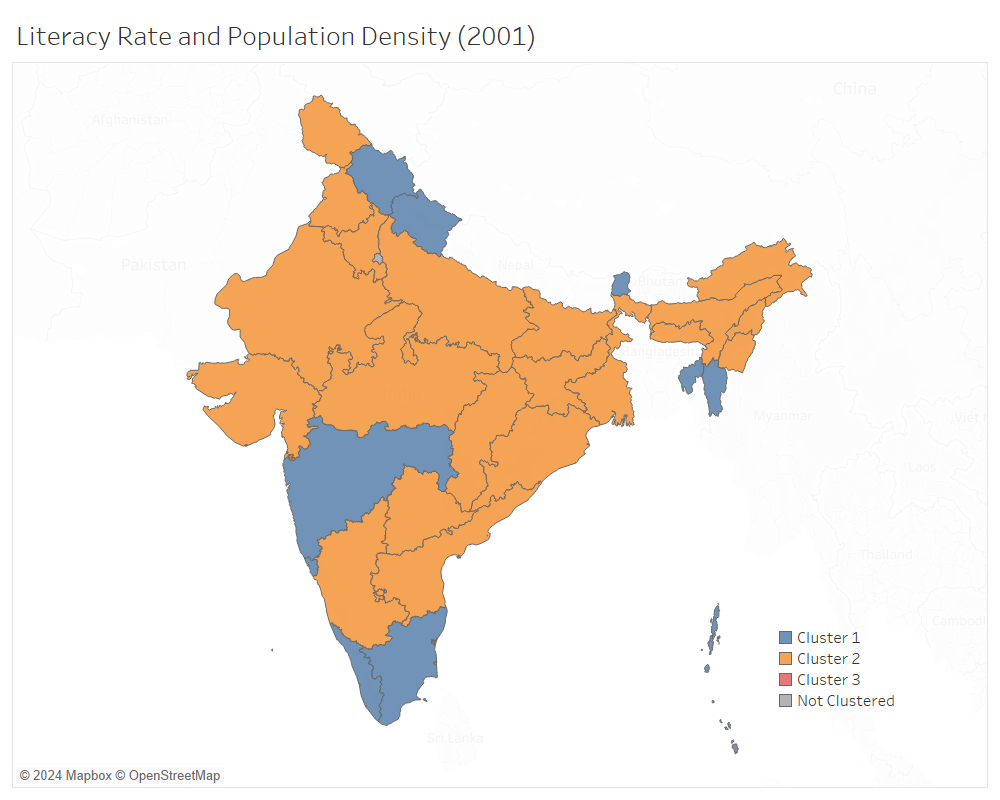 Literacy Rate and Population Density (2001)
China
Afghanistan
Pakistan
Nepal
Bhutan
Bangladesh
Myanmar
Laos
Thailand
Cluster 1
Cluster 2
Cluster 3
Not Clustered
Sri Lanka
© 2024 Mapbox © OpenStreetMap